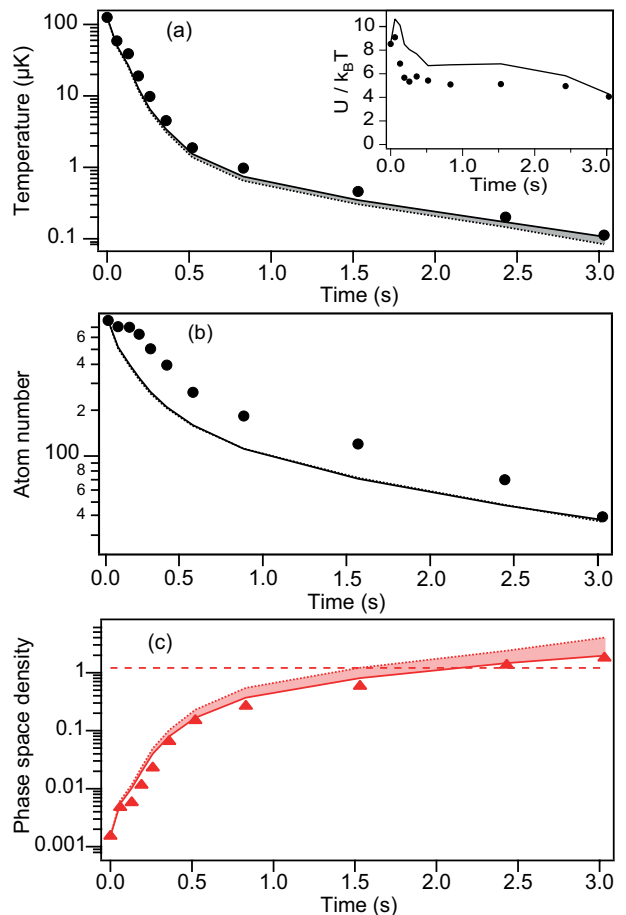 (a)
Temperature (µK)
100
10
1
0.1
0.0 0.5 1.0 1.5 2.0 2.5 3.0
Time (s)
U / kBT
10
8
6
4
2
0
0.0 1.0 2.0 3.0
Time (s)
(b)
Atom number
6
4
2
100
8
6
4
0.0 0.5 1.0 1.5 2.0 2.5 3.0
Time (s)
(c)
Phase space density
1
0.1
0.01
0.001
0.0 0.5 1.0 1.5 2.0 2.5 3.0
Time (s)